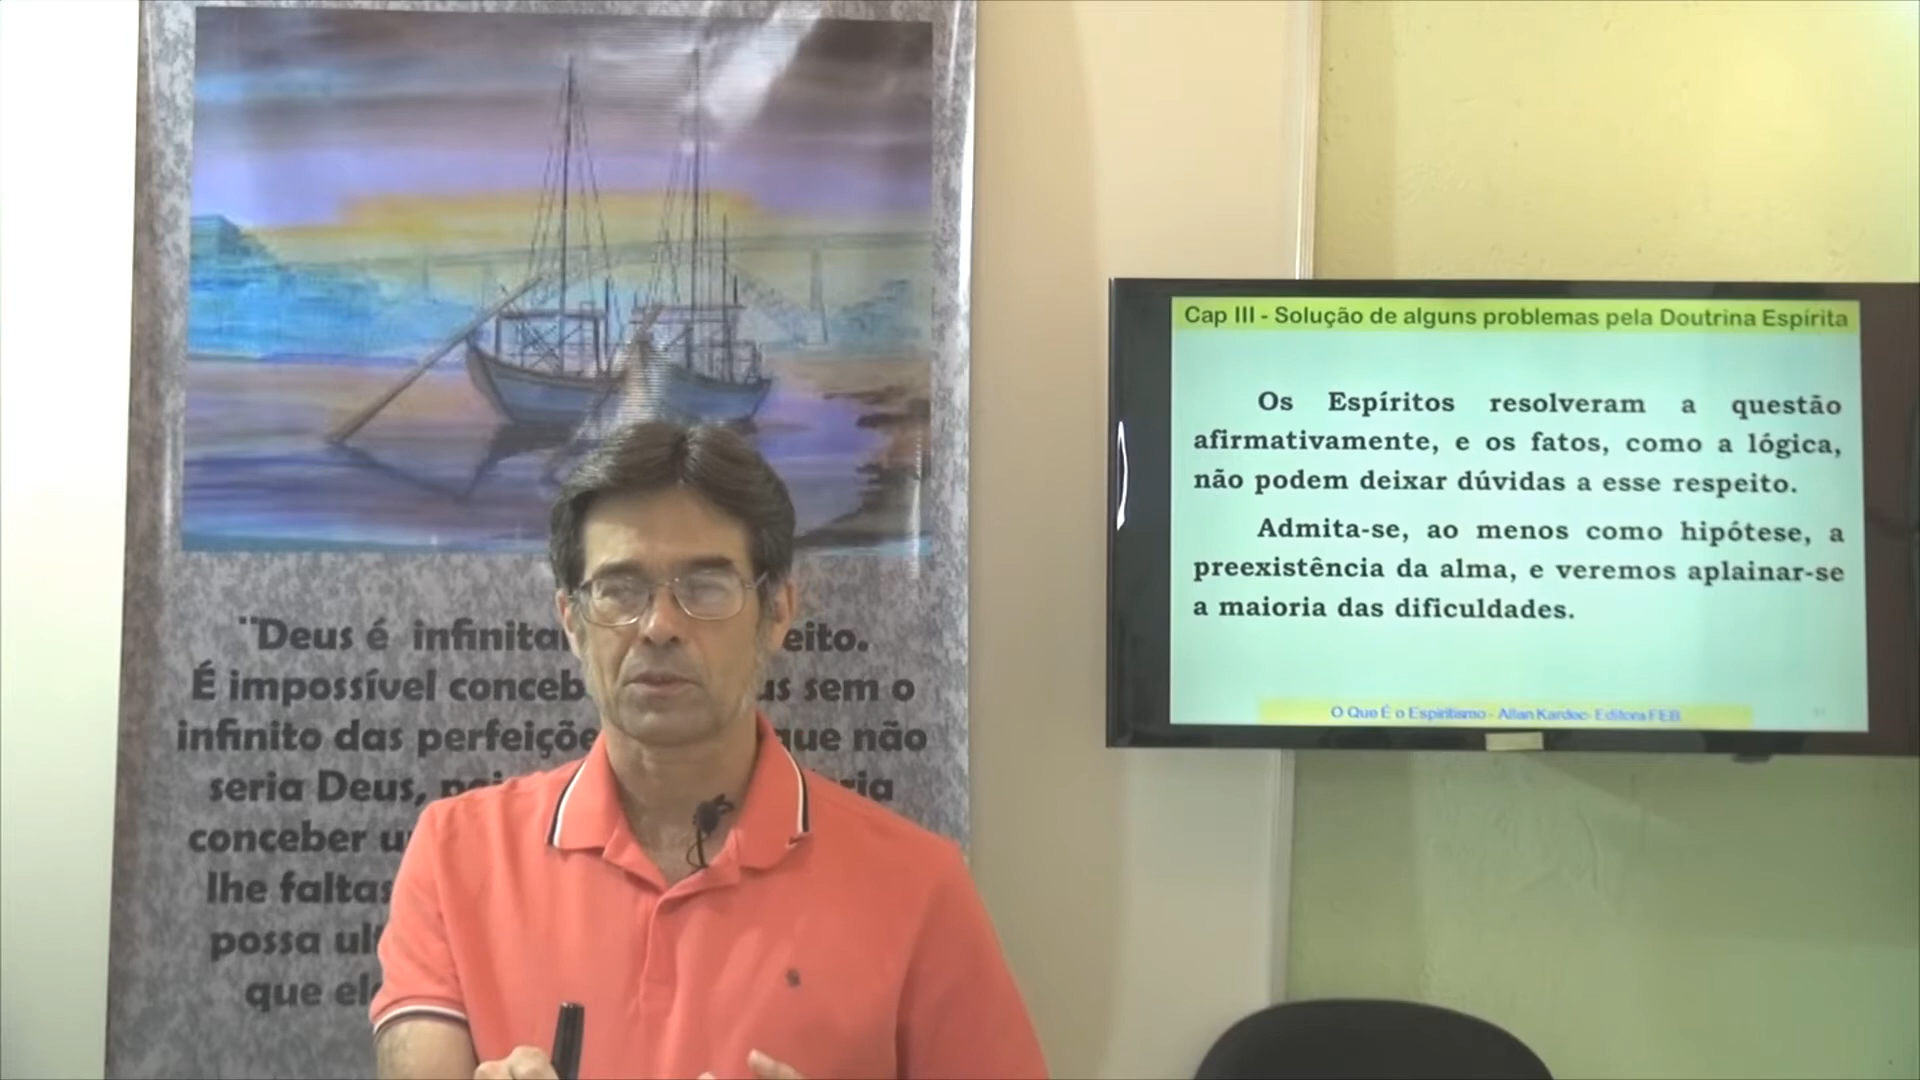 ¨Deus é infinita eito.
É impossível conceb us sem o
infinito das perfeiçõe que não
seria Deus, ria
conceber u
lhe faltas
possa ul
que el
Cap III - Solução de alguns problemas pela Doutrina Espírita
Os Espíritos resolveram a questão
afirmativamente, e os fatos, como a lógica,
não podem deixar dúvidas a esse respeito.
Admita-se, ao menos como hipótese, a
preexistência da alma, e veremos aplainar-se
a maioria das dificuldades.
O Que É o Espiritismo - Allan Kardec- Editora FEB